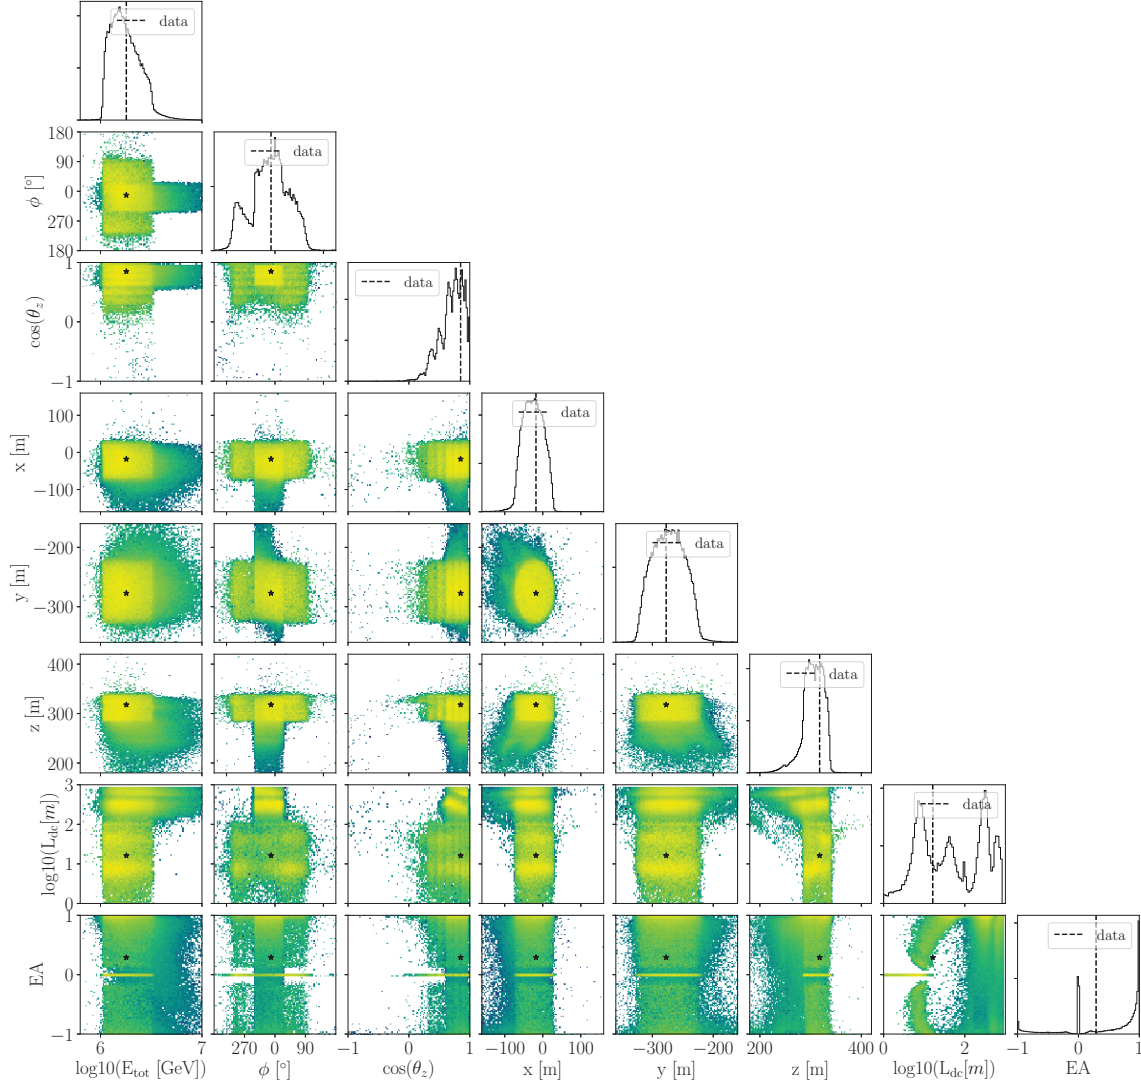 data
180
90
0
270
180
ϕ [°]
data
1
0
−1
cos(θz)
data
100
0
−100
x [m]
data
−200
−300
y [m]
data
400
300
200
z [m]
data
3
2
1
0
log10(Ldc[m])
data
1
0
−1
EA
data
6 7
270 0 90
−1 0 1
−100 0 100
−300 −200
200 400
0 2
−1 0 1
log10(Etot [GeV])
ϕ [°]
cos(θz)
x [m]
y [m]
z [m]
log10(Ldc[m])
EA